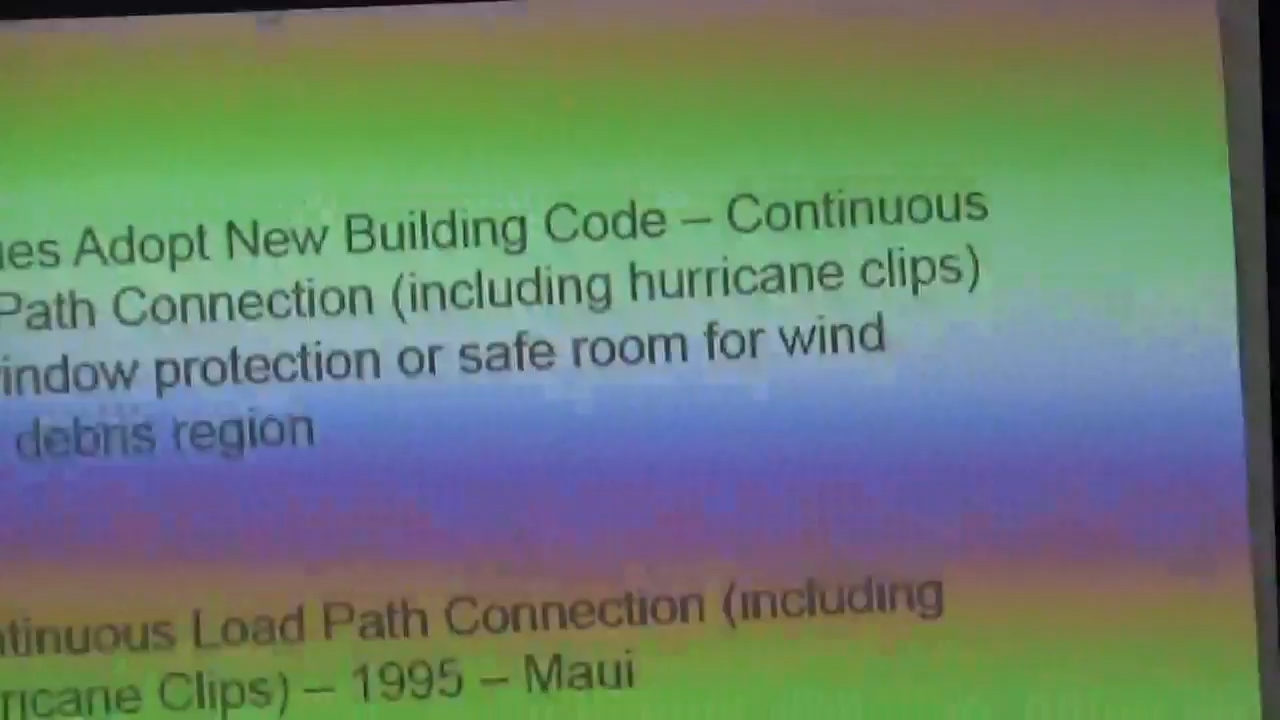 ues Adopt New Building Code – Continuous
Path Connection (including hurricane clips)
indow protection or safe room for wind
debris region
ntinuous Load Path Connection (including
rricane Clips) – 1995 – Maui